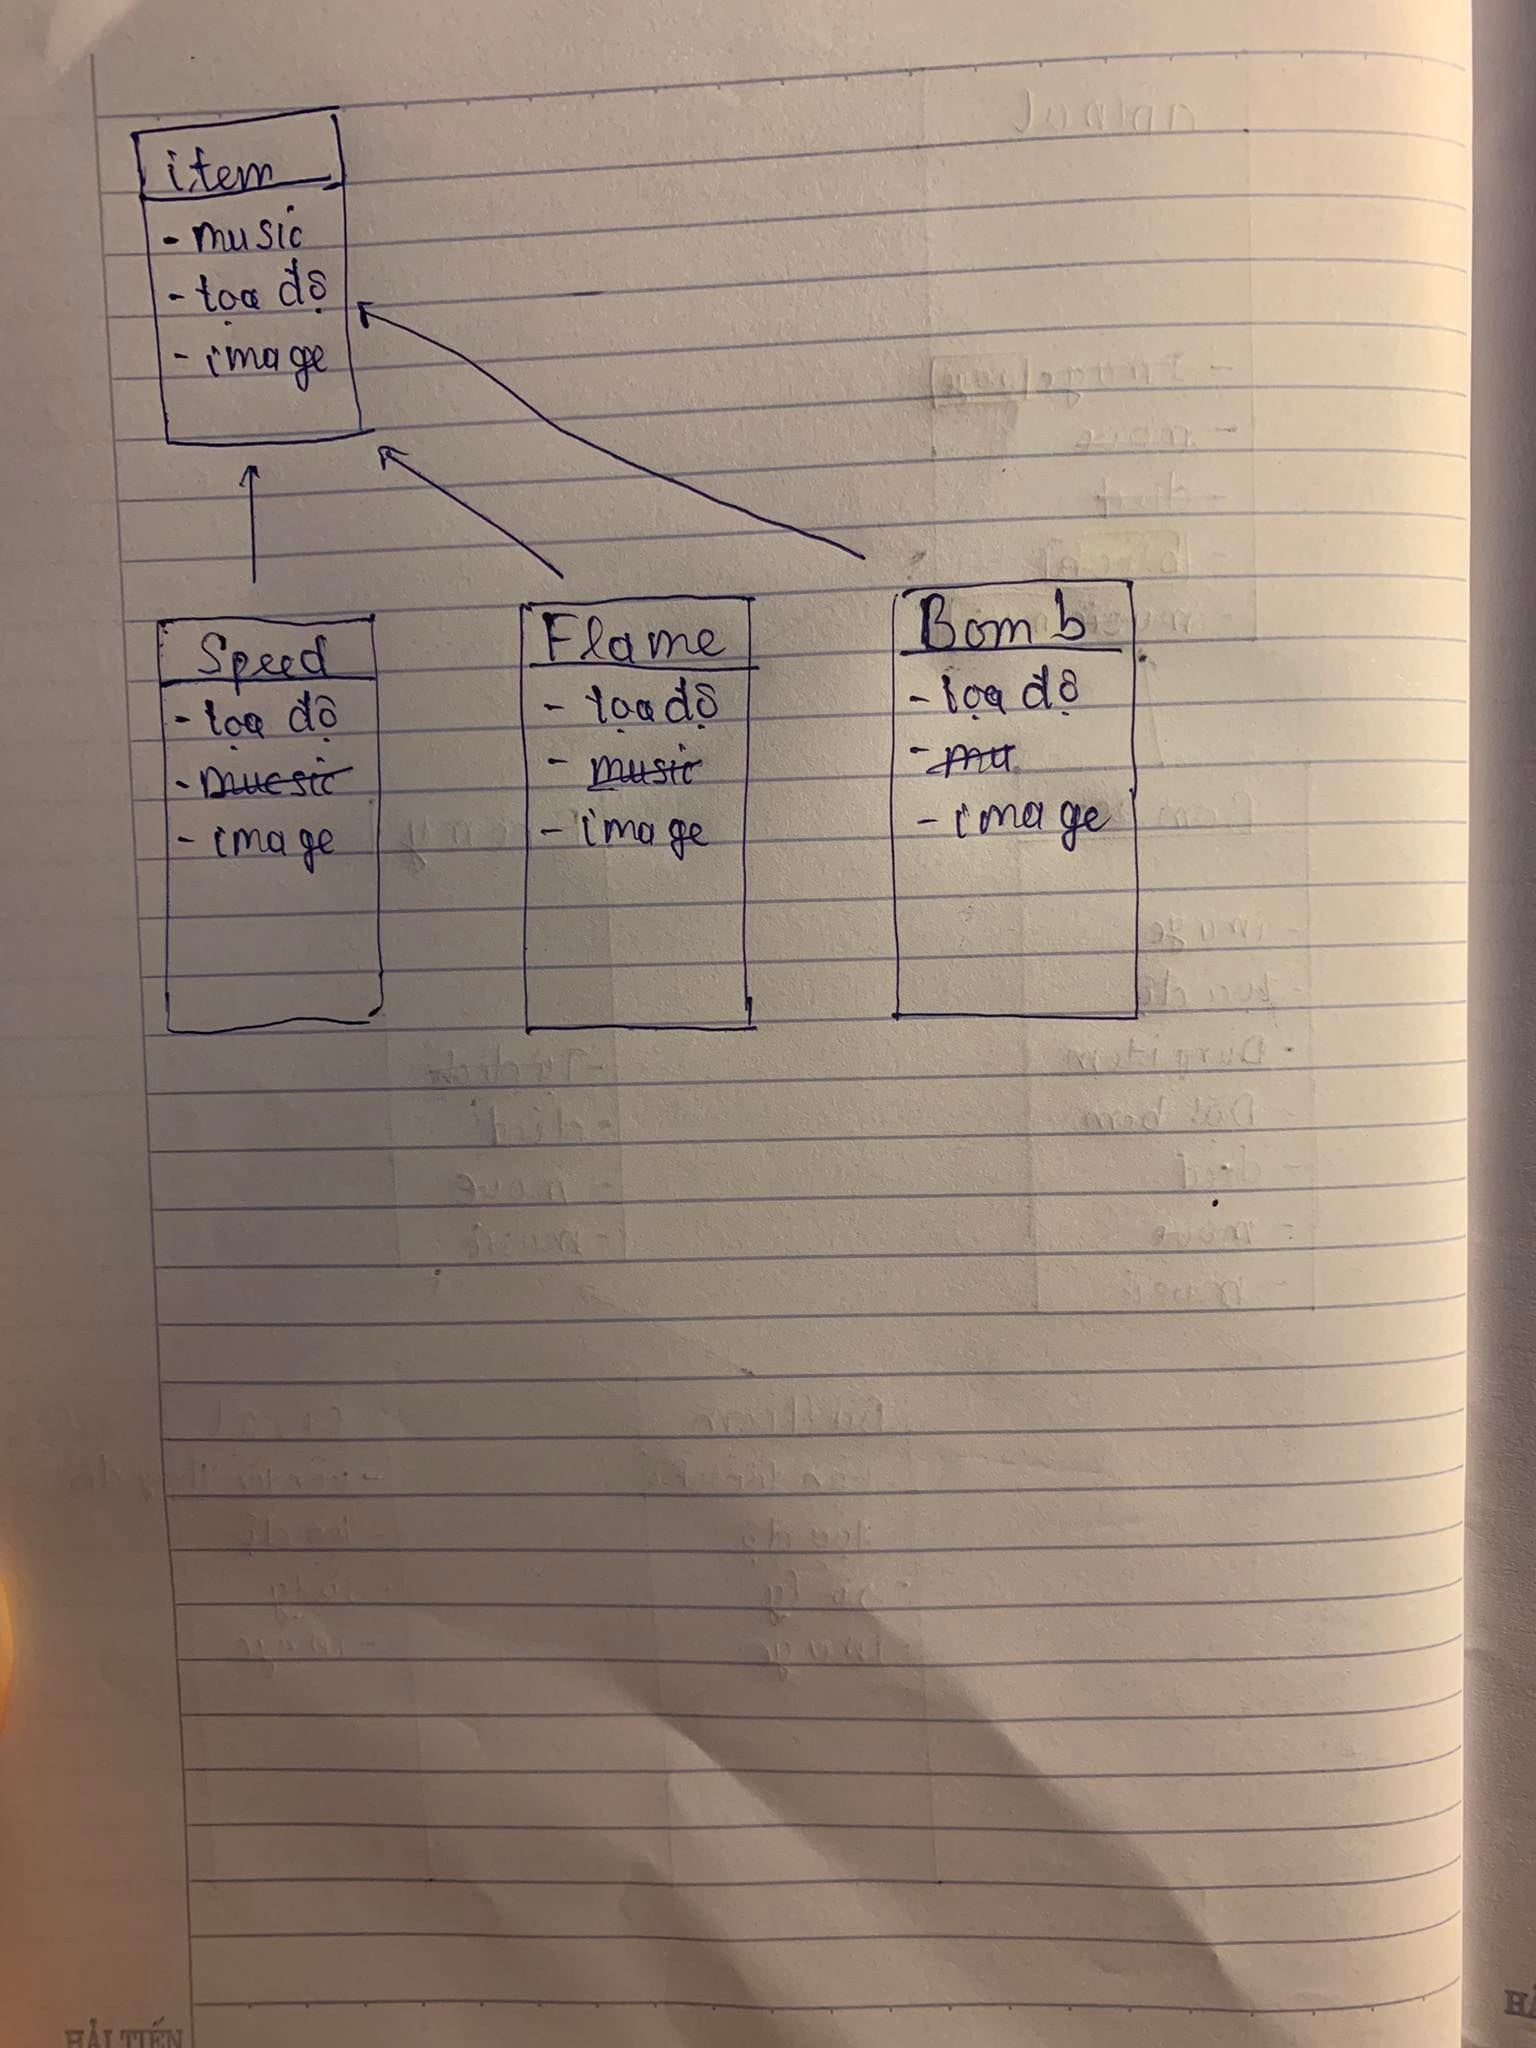 item
- music
- tọa độ
- image
Speed
- tọa độ
- muesic
- image
Flame
- tọa độ
- music
- image
Bomb
- tọa độ
- mu
- image
HẢI TIẾN